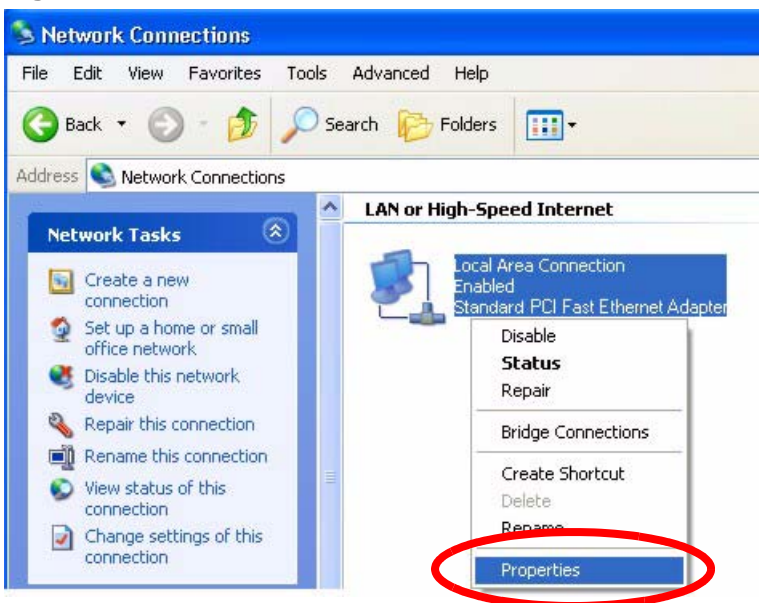 Network Connections
File Edit View Favorites Tools Advanced Help
Back Search Folders
Address Network Connections
Network Tasks
Create a new
connection
Set up a home or small
office network
Disable this network
device
Repair this connection
Rename this connection
View status of this
connection
Change settings of this
connection
LAN or High-Speed Internet
Local Area Connection
Enabled
Standard PCI Fast Ethernet Adapter
Disable
Status
Repair
Bridge Connections
Create Shortcut
Delete
Rename
Properties